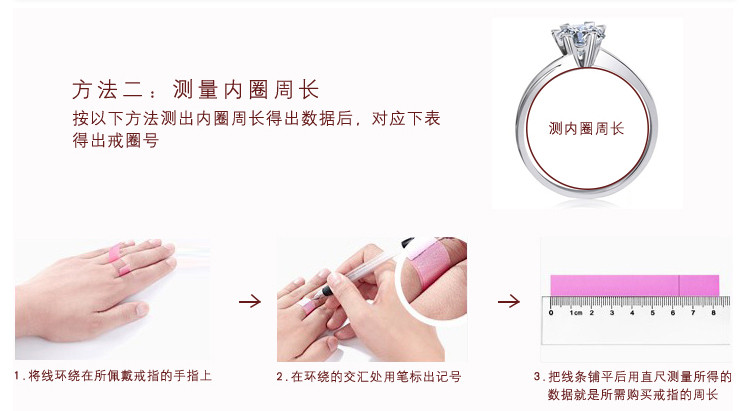 方法二：测量内圈周长
按以下方法测出内圈周长得出数据后，对应下表
得出戒圈号
测内圈周长
0 1cm 2 3 4 5 6 7 8
1.将线环绕在所佩戴戒指的手指上
2.在环绕的交汇处用笔标出记号
3.把线条铺平后用直尺测量所得的
数据就是所需购买戒指的周长